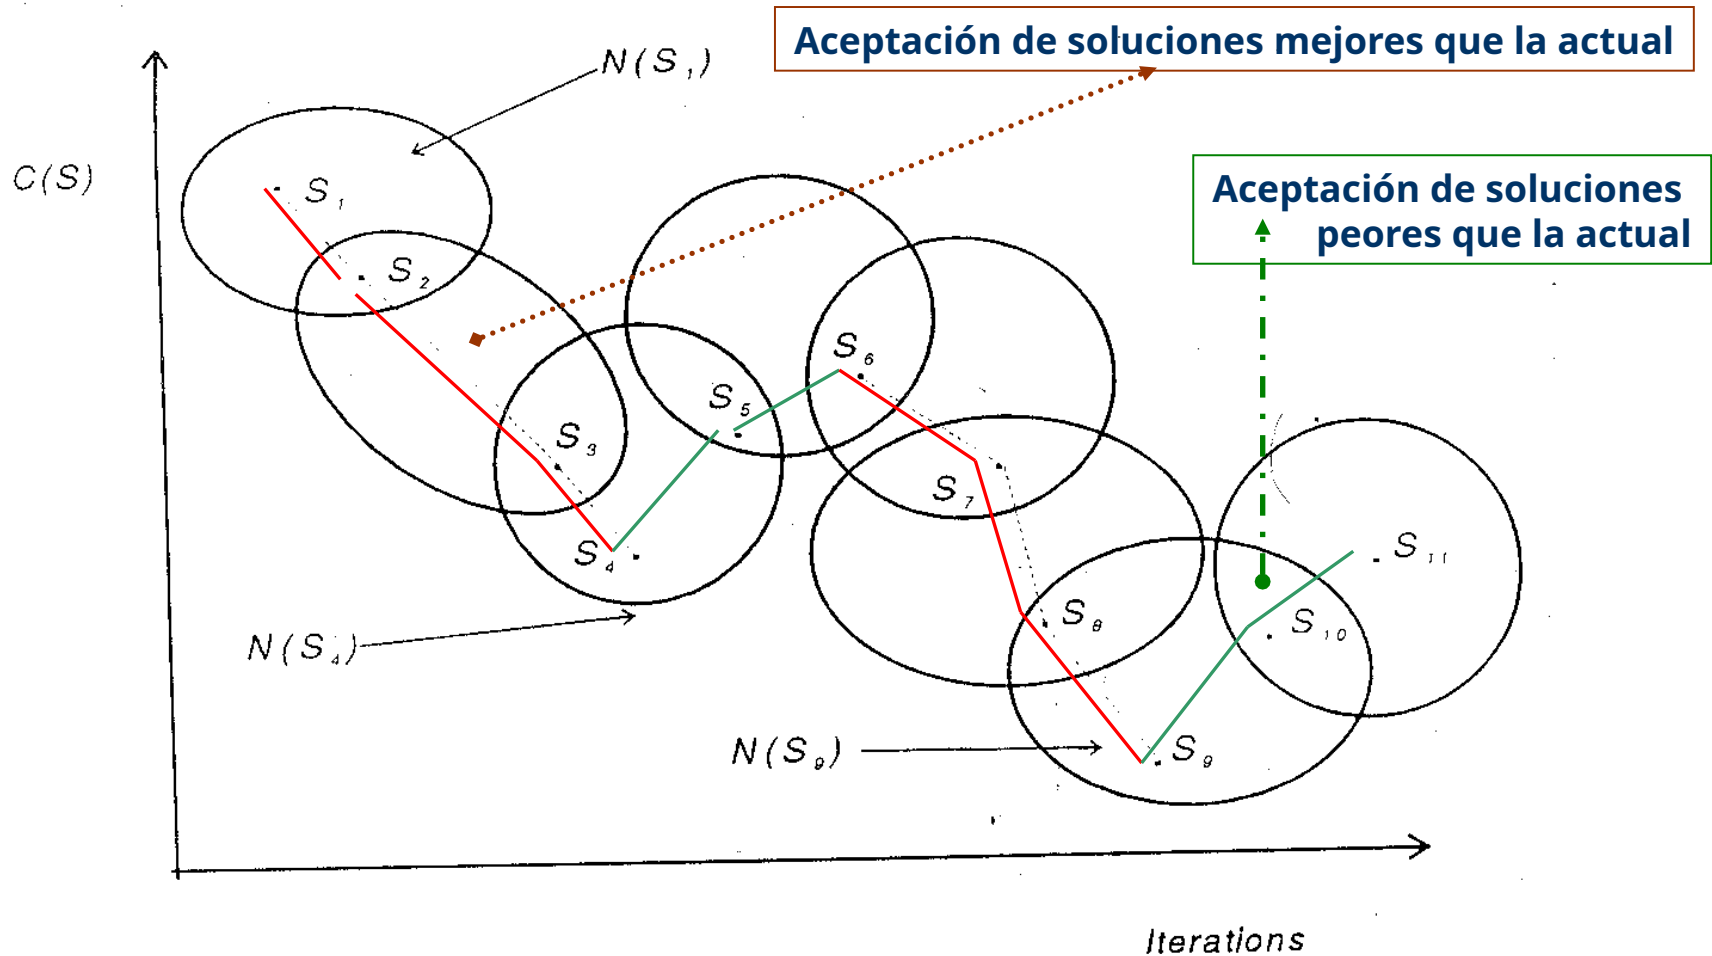 Aceptación de soluciones mejores que la actual
N(S₁)
Aceptación de soluciones
peores que la actual
C(S)
S₁
S₂
S₃
S₄
S₅
S₆
S₇
S₈
S₉
S₁₀
S₁₁
N(S₄)
N(S₉)
Iterations